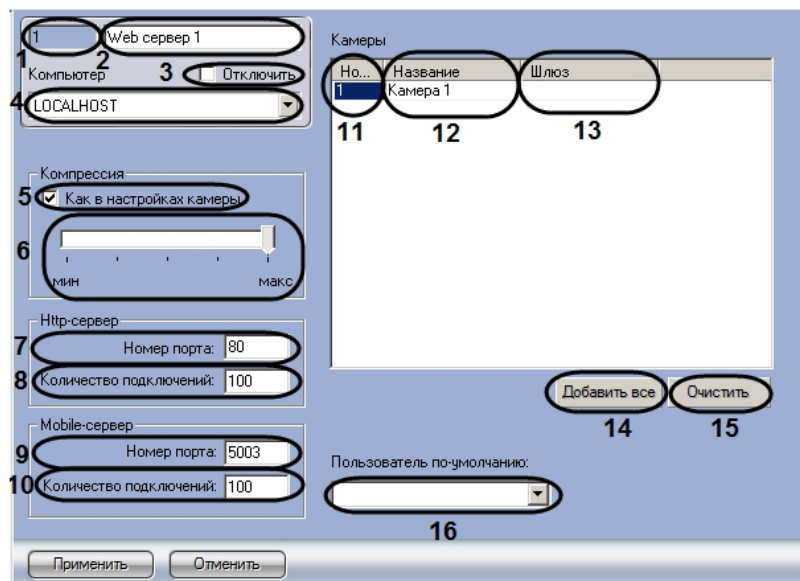 1 Web сервер 1
1 2
Компьютер 3 Отключить
4 LOCALHOST
Компрессия
5 Как в настройках камеры
6
мин макс
Http-сервер
7 Номер порта: 80
8 Количество подключений: 100
Mobile-сервер
9 Номер порта: 5003
10 Количество подключений: 100
Камеры
Но... Название Шлюз
1 Камера 1
11 12 13
Добавить все Очистить
14 15
Пользователь по-умолчанию:
16
Применить Отменить